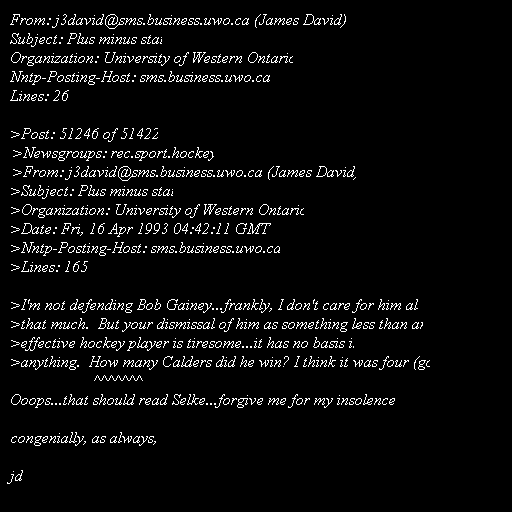 From: j3david@sms.business.uwo.ca (James David)
Subject: Plus minus stat
Organization: University of Western Ontario
Nntp-Posting-Host: sms.business.uwo.ca
Lines: 26
>Post: 51246 of 51422
>Newsgroups: rec.sport.hockey
>From: j3david@sms.business.uwo.ca (James David)
>Subject: Plus minus stat
>Organization: University of Western Ontario
>Date: Fri, 16 Apr 1993 04:42:11 GMT
>Nntp-Posting-Host: sms.business.uwo.ca
>Lines: 165
>I'm not defending Bob Gainey...frankly, I don't care for him al
>that much.  But your dismissal of him as something less than an
>effective hockey player is tiresome...it has no basis i
>anything.  How many Calders did he win? I think it was four (go
^^^^^^^
Ooops...that should read Selke...forgive me for my insolence
congenially, as always,
jd